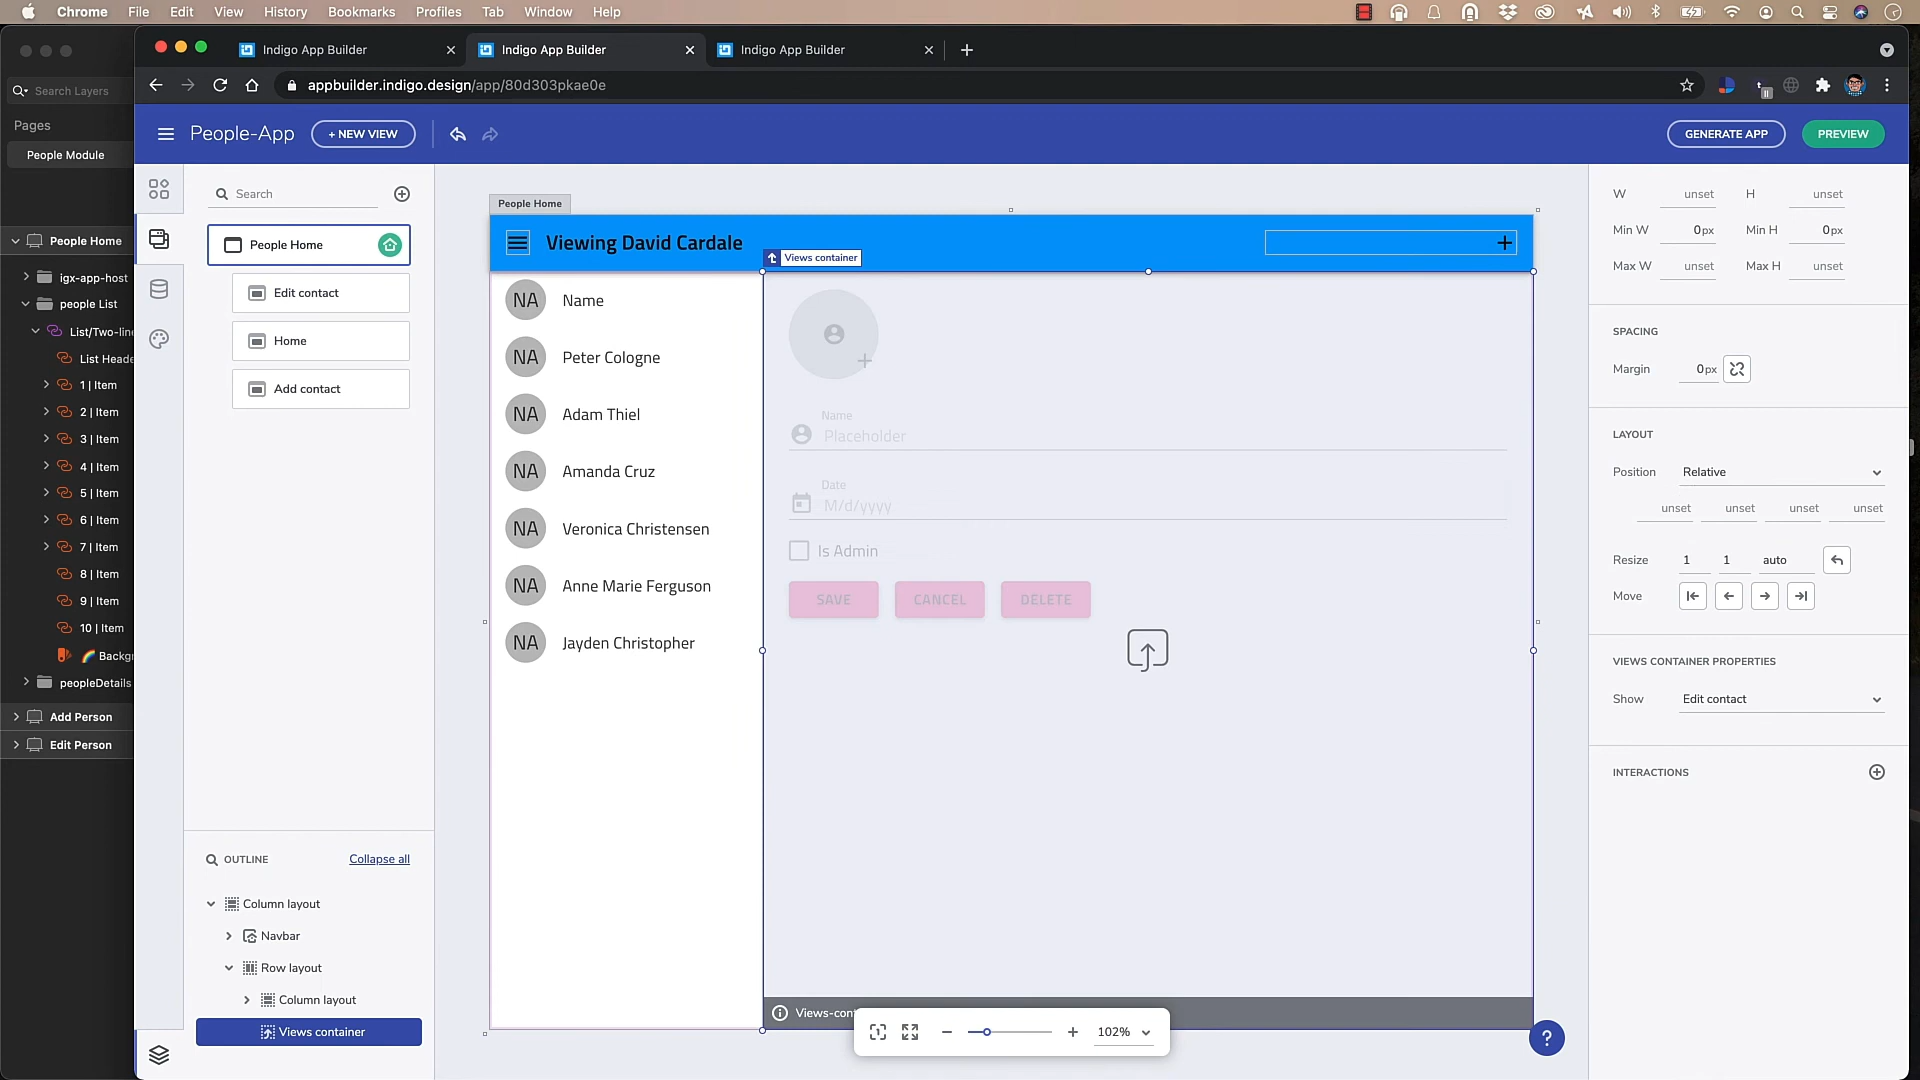 Chrome File Edit View History Bookmarks Profiles Tab Window Help
Indigo App Builder Indigo App Builder Indigo App Builder
appbuilder.indigo.design/app/80d303pkae0e
Search Layers
Pages
People Module
People Home
igx-app-host
people List
List/Two-line
List Heade
1 | Item
2 | Item
3 | Item
4 | Item
5 | Item
6 | Item
7 | Item
8 | Item
9 | Item
10 | Item
Backgr
peopleDetails
Add Person
Edit Person
People-App
+ NEW VIEW
GENERATE APP
PREVIEW
Search
People Home
Edit contact
Home
Add contact
OUTLINE
Collapse all
Column layout
Navbar
Row layout
Column layout
Views container
People Home
Viewing David Cardale
Views container
NA Name
NA Peter Cologne
NA Adam Thiel
NA Amanda Cruz
NA Veronica Christensen
NA Anne Marie Ferguson
NA Jayden Christopher
Name
Placeholder
Date
M/d/yyyy
Is Admin
SAVE CANCEL DELETE
Views-con
102%
?
W unset H unset
Min W 0px Min H 0px
Max W unset Max H unset
SPACING
Margin 0px
LAYOUT
Position Relative
unset unset unset unset
Resize 1 1 auto
Move
VIEWS CONTAINER PROPERTIES
Show Edit contact
INTERACTIONS